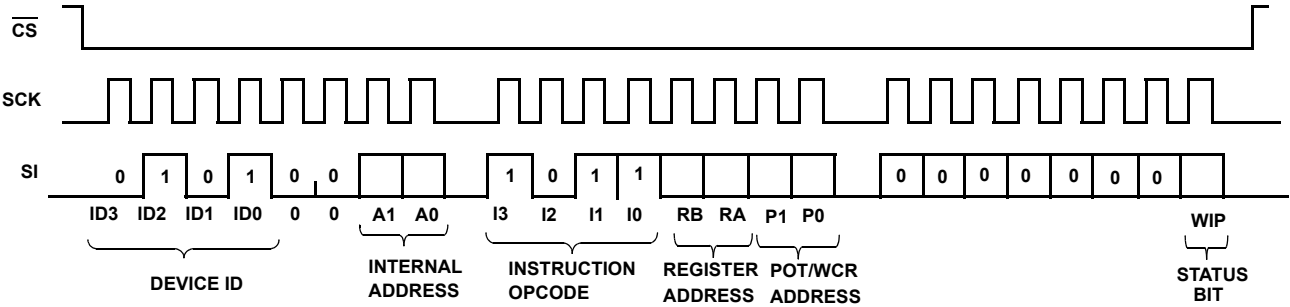 CS
SCK
SI
0 1 0 1 0 0 1 0 1 1 0 0 0 0 0 0 0
ID3 ID2 ID1 ID0 0 0 A1 A0 I3 I2 I1 I0 RB RA P1 P0 WIP
DEVICE ID
INTERNAL
ADDRESS
INSTRUCTION
OPCODE
REGISTER
ADDRESS
POT/WCR
ADDRESS
STATUS
BIT